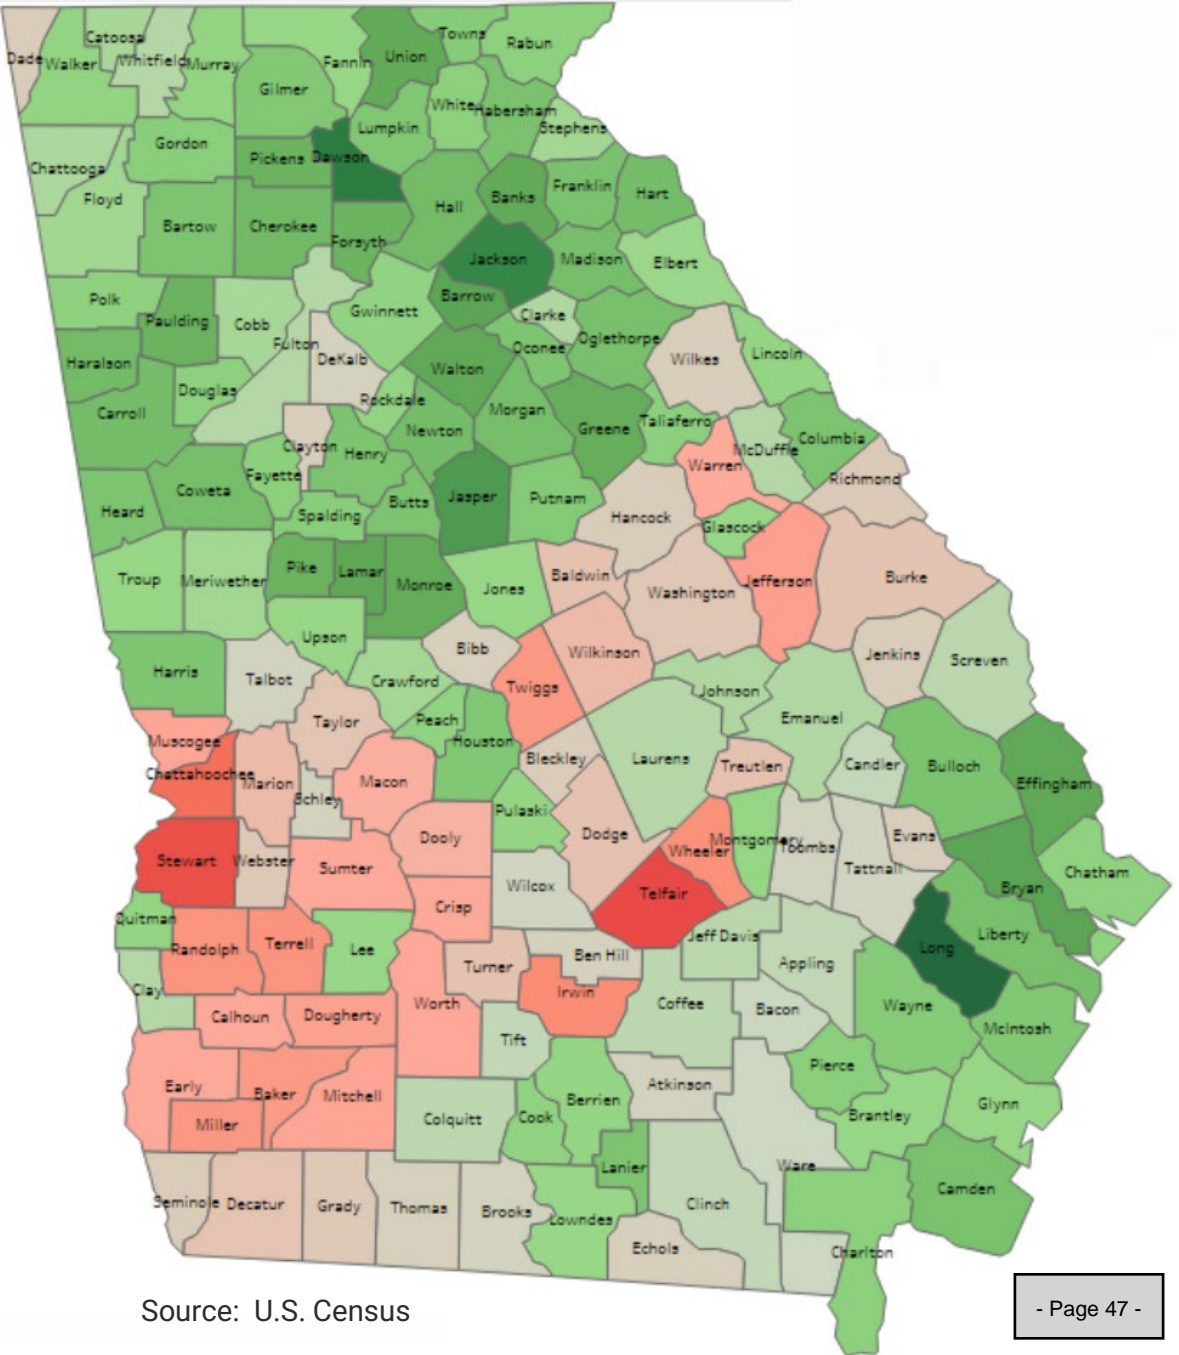 Catoosa
Towns
Rabun
Dade
Walker
Whitfield
Murray
Fannin
Union
Gilmer
White
Habersham
Lumpkin
Stephens
Gordon
Pickens
Dawson
Chattooga
Floyd
Banks
Franklin
Hart
Hall
Bartow
Cherokee
Forsyth
Jackson
Madison
Elbert
Polk
Paulding
Cobb
Gwinnett
Barrow
Clarke
Fulton
DeKalb
Oconee
Oglethorpe
Wilkes
Lincoln
Haralson
Walton
Douglas
Rockdale
Carroll
Morgan
Newton
Greene
Taliaferro
McDuffie
Columbia
Clayton
Henry
Warren
Fayette
Richmond
Coweta
Heard
Spalding
Butts
Jasper
Putnam
Hancock
Glascock
Troup
Meriwether
Pike
Lamar
Monroe
Jones
Baldwin
Washington
Jefferson
Burke
Upson
Bibb
Wilkinson
Jenkins
Screven
Harris
Talbot
Crawford
Twiggs
Johnson
Taylor
Peach
Houston
Emanuel
Muscogee
Chattahoochee
Marion
Macon
Schley
Bleckley
Laurens
Treutlen
Candler
Bulloch
Effingham
Pulaski
Dooly
Dodge
Wheeler
Montgomery
Toombs
Evans
Tattnall
Stewart
Webster
Sumter
Wilcox
Telfair
Bryan
Chatham
Crisp
Quitman
Randolph
Terrell
Lee
Jeff Davis
Long
Liberty
Ben Hill
Turner
Appling
Clay
Calhoun
Dougherty
Worth
Irwin
Coffee
Bacon
Wayne
McIntosh
Tift
Early
Baker
Mitchell
Berrien
Atkinson
Pierce
Glynn
Miller
Colquitt
Cook
Brantley
Lanier
Ware
Camden
Seminole
Decatur
Grady
Thomas
Brooks
Lowndes
Clinch
Echols
Charlton
Source: U.S. Census
- Page 47 -